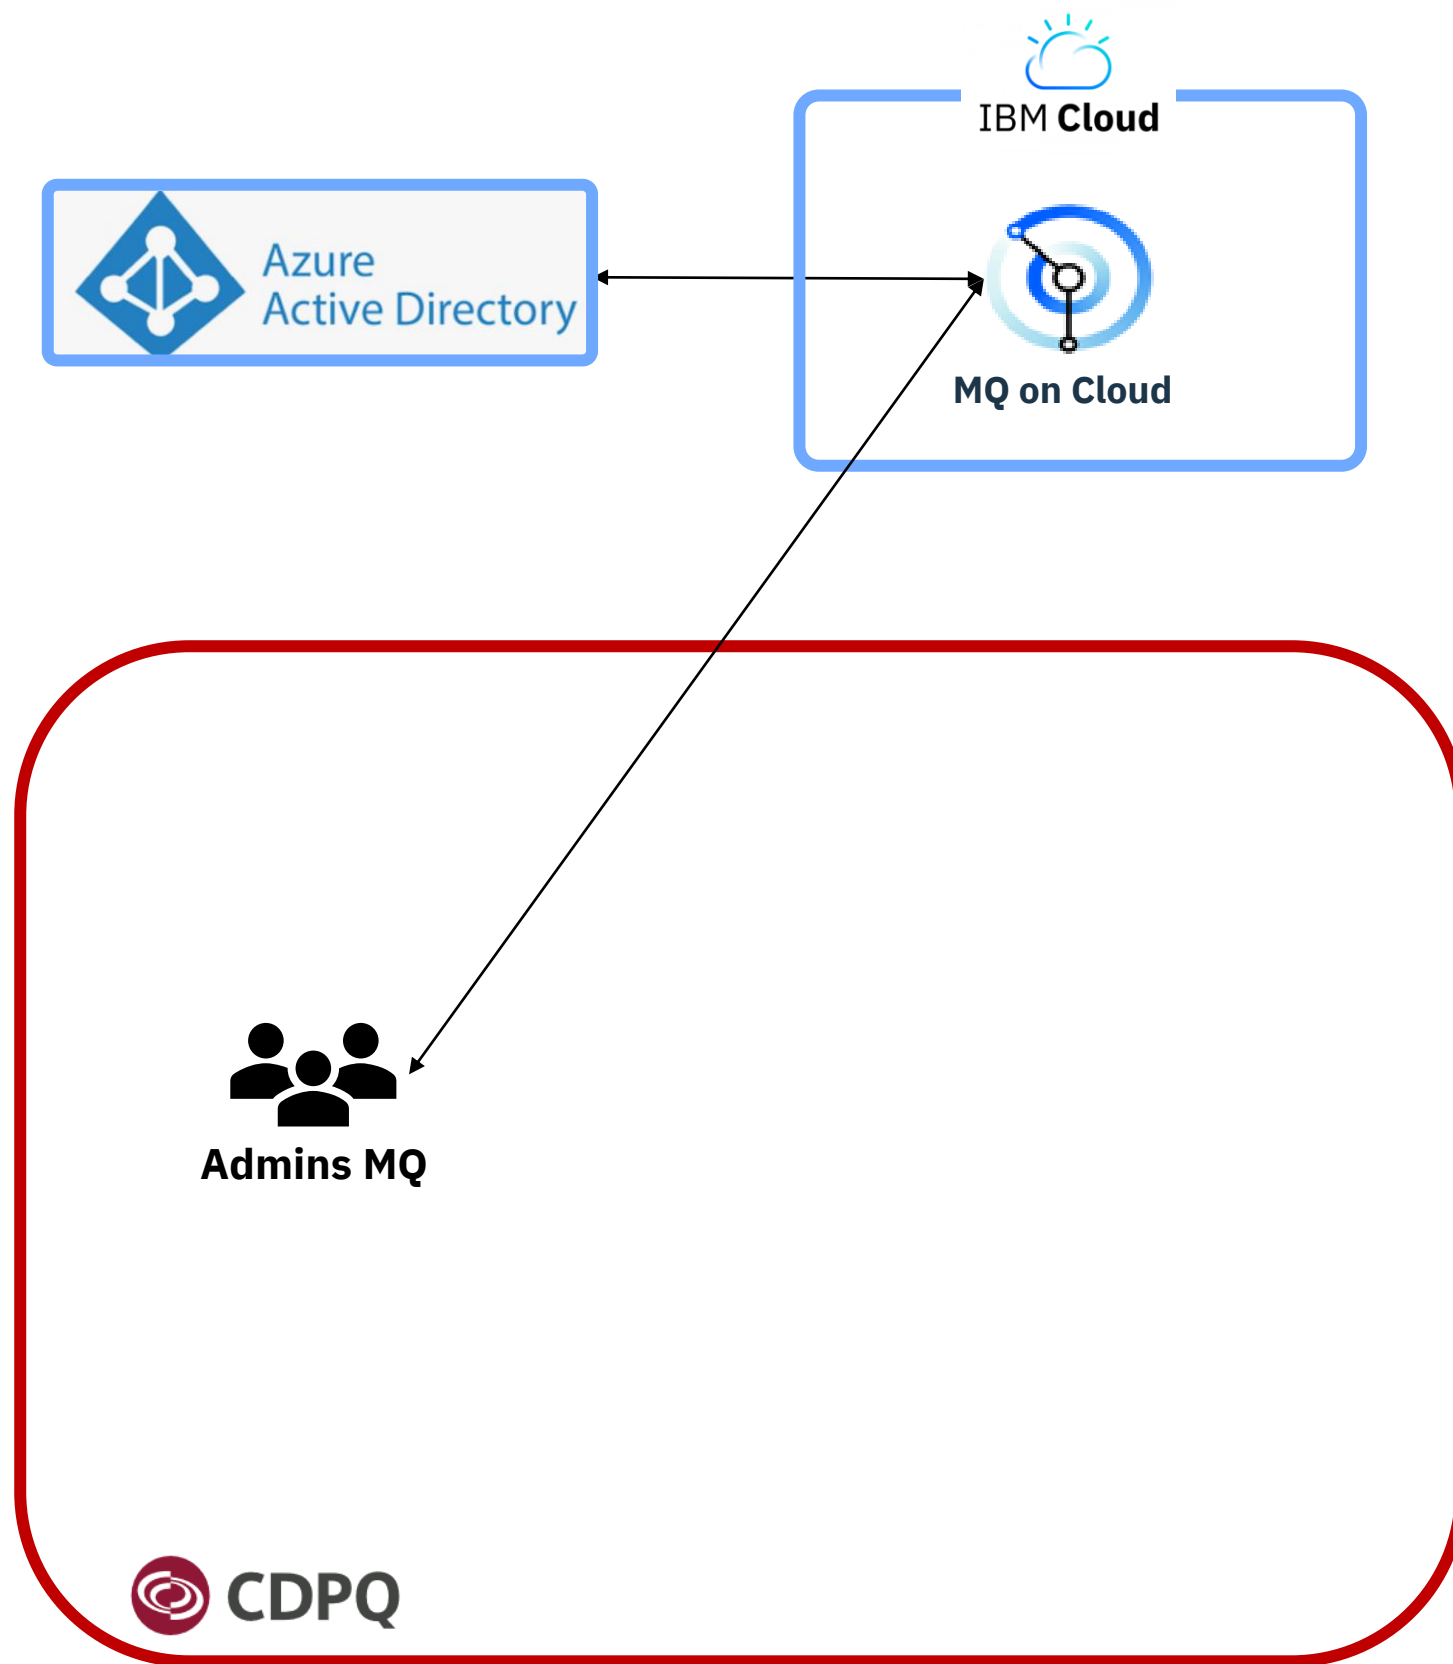 IBM Cloud
Azure
Active Directory
MQ on Cloud
Admins MQ
CDPQ